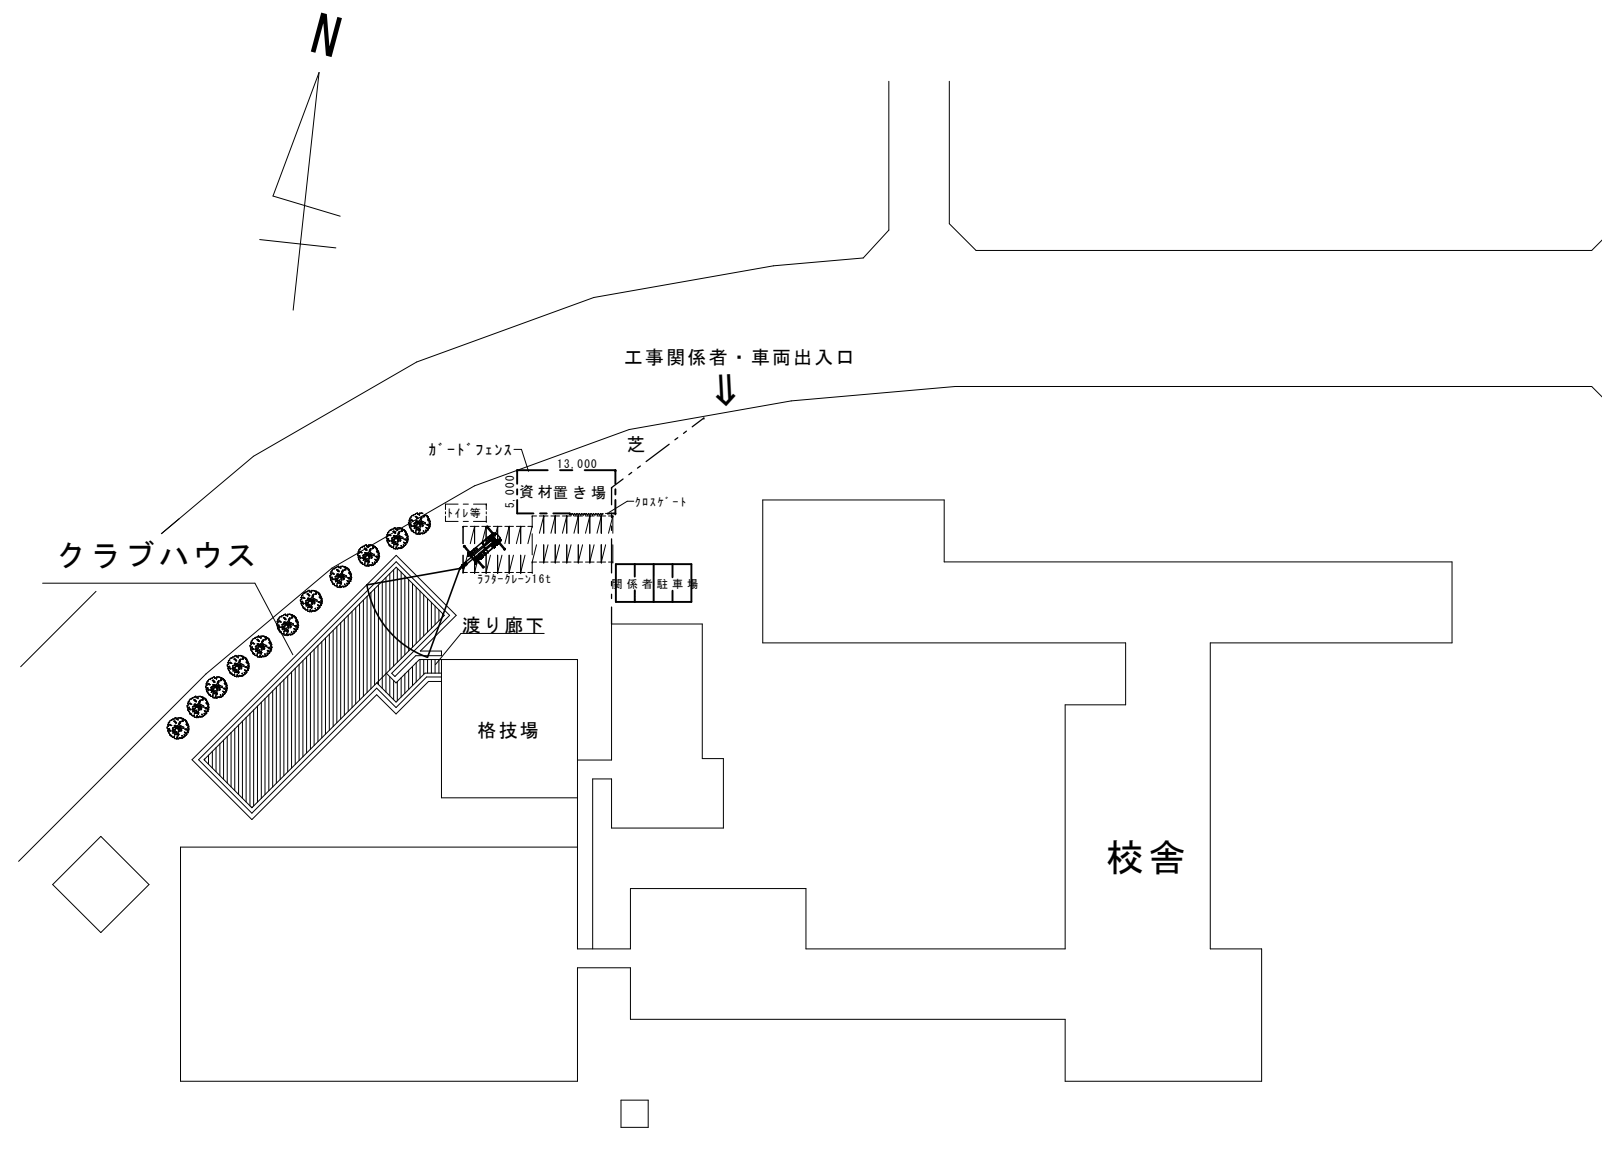 N
工事関係者・車両出入口
芝
ｶﾞｰﾄﾞﾌｪﾝｽ
13,000
5,000
資材置き場
ｸﾛｽｹﾞｰﾄ
ﾄｲﾚ等
クラブハウス
ﾗﾌﾀｰｸﾚｰﾝ16t
関係者駐車場
渡り廊下
格技場
校舎